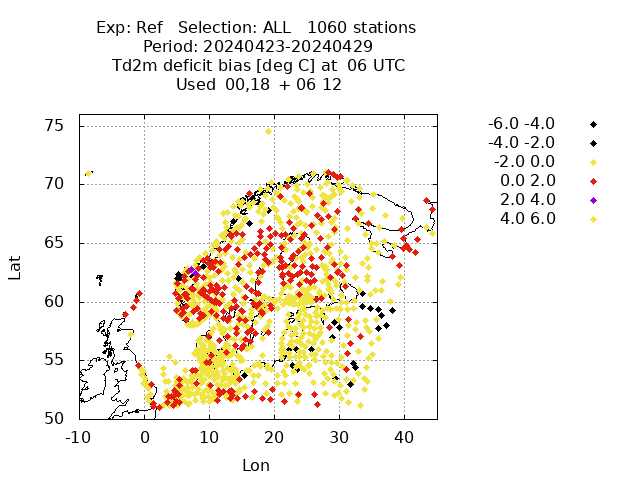 Exp: Ref   Selection: ALL   1060 stations
Period: 20240423-20240429
Td2m deficit bias [deg C] at  06 UTC
Used  00,18  + 06 12
-6.0 -4.0
-4.0 -2.0
-2.0 0.0
0.0 2.0
2.0 4.0
4.0 6.0
75
70
65
60
55
50
Lat
-10 0 10 20 30 40
Lon